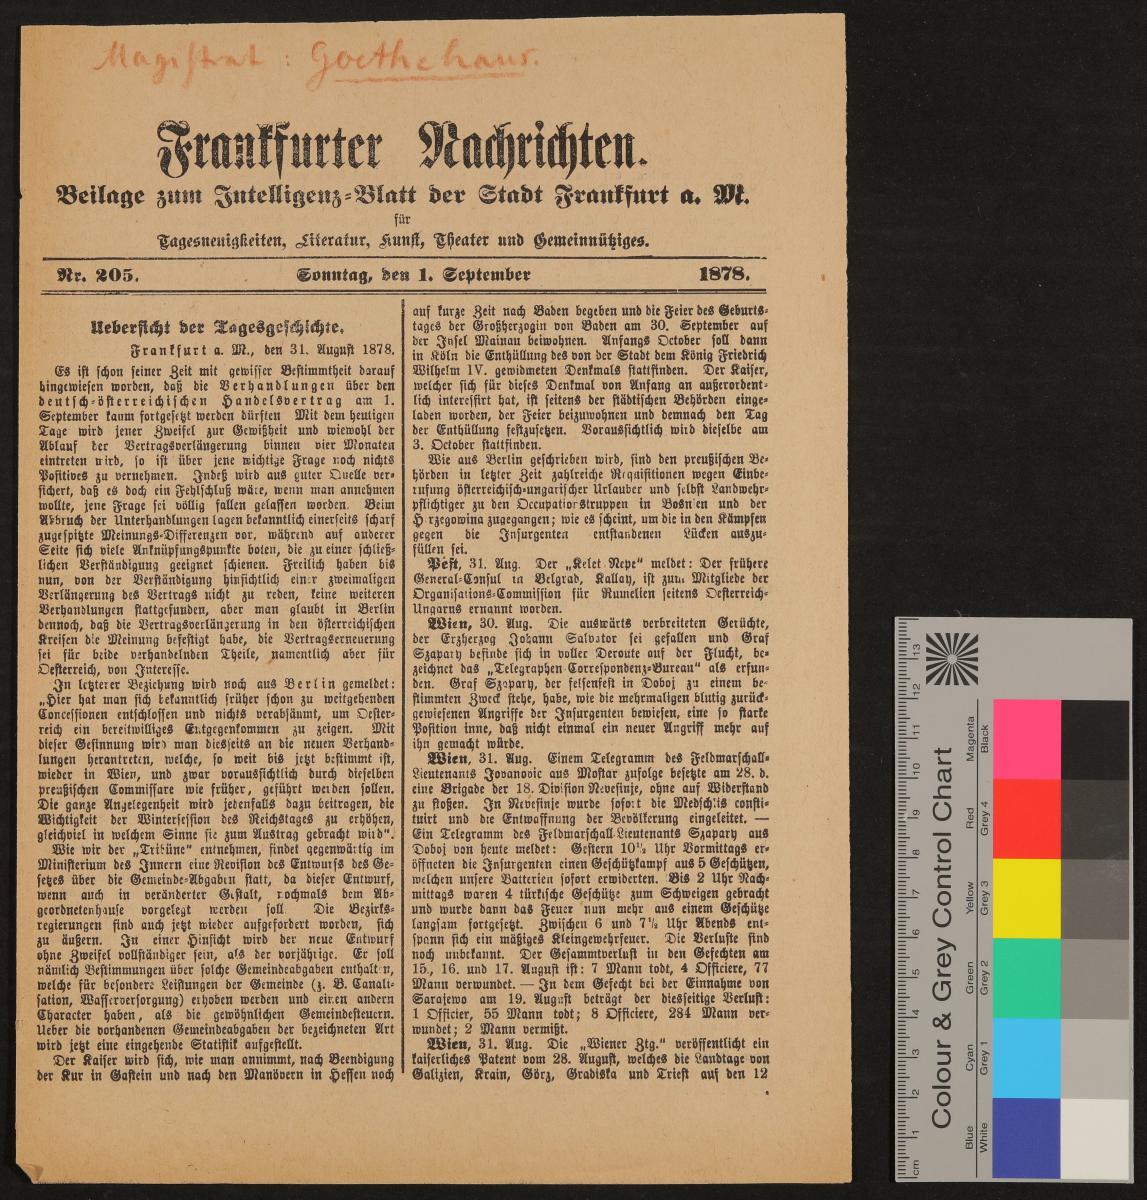 Magistrat: Goethehaus.
Frankfurter Nachrichten.
Beilage zum Intelligenz-Blatt der Stadt Frankfurt a. M.
für
Tagesneuigkeiten, Literatur, Kunst, Theater und Gemeinnütziges.
Nr. 205. Sonntag, den 1. September 1878.
Uebersicht der Tagesgeschichte.
Frankfurt a. M., den 31. August 1878.
Es ist schon seiner Zeit mit gewisser Bestimmtheit darauf
hingewiesen worden, daß die Verhandlungen über den
deutsch-österreichischen Handelsvertrag am 1.
September kaum fortgesetzt werden dürften Mit dem heutigen
Tage wird jener Zweifel zur Gewißheit und wiewohl der
Ablauf der Vertragsverlängerung binnen vier Monaten
eintreten wird, so ist über jene wichtige Frage noch nichts
Positives zu vernehmen. Indeß wird aus guter Quelle ver-
sichert, daß es doch ein Fehlschluß wäre, wenn man annehmen
wollte, jene Frage sei völlig fallen gelassen worden. Beim
Abbruch der Unterhandlungen lagen bekanntlich einerseits scharf
zugespitzte Meinungs-Differenzen vor, während auf anderer
Seite sich viele Anknüpfungspunkte boten, die zu einer schließ-
lichen Verständigung geeignet schienen. Freilich haben bis
nun, von der Verständigung hinsichtlich einer zweimaligen
Verlängerung des Vertrags nicht zu reden, keine weiteren
Verhandlungen stattgefunden, aber man glaubt in Berlin
dennoch, daß die Vertragsverlängerung in den österreichischen
Kreisen die Meinung befestigt habe, die Vertragserneuerung
sei für beide verhandelnden Theile, namentlich aber für
Oesterreich, von Interesse.
In letzterer Beziehung wird noch aus Berlin gemeldet:
„Hier hat man sich bekanntlich früher schon zu weitgehenden
Concessionen entschlossen und nichts verabsäumt, um Oester-
reich ein bereitwilliges Entgegenkommen zu zeigen. Mit
dieser Gesinnung wird man diesseits an die neuen Verhand-
lungen herantreten, welche, so weit bis jetzt bestimmt ist,
wieder in Wien, und zwar voraussichtlich durch dieselben
preußischen Commissare wie früher, geführt werden sollen.
Die ganze Angelegenheit wird jedenfalls dazu beitragen, die
Wichtigkeit der Wintersession des Reichstages zu erhöhen,
gleichviel in welchem Sinne sie zum Austrag gebracht wird".
Wie wir der „Tribüne" entnehmen, findet gegenwärtig im
Ministerium des Innern eine Revision des Entwurfs des Ge-
setzes über die Gemeinde-Abgaben statt, da dieser Entwurf,
wenn auch in veränderter Gestalt, nochmals dem Ab-
geordnetenhause vorgelegt werden soll. Die Bezirks-
regierungen sind auch jetzt wieder aufgefordert worden, sich
zu äußern. In einer Hinsicht wird der neue Entwurf
ohne Zweifel vollständiger sein, als der vorjährige. Er soll
nämlich Bestimmungen über solche Gemeindeabgaben enthalten,
welche für besondere Leistungen der Gemeinde (z. B. Canali-
sation, Wasserversorgung) erhoben werden und einen andern
Character haben, als die gewöhnlichen Gemeindesteuern.
Ueber die vorhandenen Gemeindeabgaben der bezeichneten Art
wird jetzt eine eingehende Statistik aufgestellt.
Der Kaiser wird sich, wie man annimmt, nach Beendigung
der Kur in Gastein und nach den Manövern in Hessen noch
auf kurze Zeit nach Baden begeben und die Feier des Geburts-
tages der Großherzogin von Baden am 30. September auf
der Insel Mainau beiwohnen. Anfangs October soll dann
in Köln die Enthüllung des von der Stadt dem König Friedrich
Wilhelm IV. gewidmeten Denkmals stattfinden. Der Kaiser,
welcher sich für dieses Denkmal von Anfang an außerordent-
lich interessirt hat, ist seitens der städtischen Behörden einge-
laden worden, der Feier beizuwohnen und demnach den Tag
der Enthüllung festzusetzen. Voraussichtlich wird dieselbe am
3. October stattfinden.
Wie aus Berlin geschrieben wird, sind den preußischen Be-
hörden in letzter Zeit zahlreiche Requisitionen wegen Einbe-
rufung österreichisch-ungarischer Urlauber und selbst Landwehr-
pflichtiger zu den Occupationstruppen in Bosnien und der
Herzegowina zugegangen; wie es scheint, um die in den Kämpfen
gegen die Insurgenten entstandenen Lücken auszu-
füllen sei.
Pest, 31. Aug. Der „Kelet Nepe" meldet: Der frühere
General-Consul in Belgrad, Kallay, ist zum Mitgliede der
Organisations-Commission für Rumelien seitens Oesterreich-
Ungarns ernannt worden.
Wien, 30. Aug. Die auswärts verbreiteten Gerüchte,
der Erzherzog Johann Salvator sei gefallen und Graf
Szapary befinde sich in voller Deroute auf der Flucht, be-
zeichnet das „Telegraphen-Correspondenz-Bureau" als erfun-
den. Graf Szapary, der felsenfest in Doboj zu einem be-
stimmten Zweck stehe, habe, wie die mehrmaligen blutig zurück-
gewiesenen Angriffe der Insurgenten bewiesen, eine so starke
Position inne, daß nicht einmal ein neuer Angriff mehr auf
ihn gemacht würde.
Wien, 31. Aug. Einem Telegramm des Feldmarschall-
Lieutenants Jovanovic aus Mostar zufolge besetzte am 28. d.
eine Brigade der 18. Division Nevesinje, ohne auf Widerstand
zu stoßen. In Nevesinje wurde sofort die Medschlis consti-
tuirt und die Entwaffnung der Bevölkerung eingeleitet. —
Ein Telegramm des Feldmarschall-Lieutenants Szapary aus
Doboj von heute meldet: Gestern 10½ Uhr Vormittags er-
öffneten die Insurgenten einen Geschützkampf aus 5 Geschützen,
welchen unsere Batterien sofort erwiderten. Bis 2 Uhr Nach-
mittags waren 4 türkische Geschütze zum Schweigen gebracht
und wurde dann das Feuer nun mehr aus einem Geschütze
langsam fortgesetzt. Zwischen 6 und 7½ Uhr Abends ent-
spann sich ein mäßiges Kleingewehrfeuer. Die Verluste sind
noch unbekannt. Der Gesammtverlust in den Gefechten am
15., 16. und 17. August ist: 7 Mann todt, 4 Officiere, 77
Mann verwundet. — In dem Gefecht bei der Einnahme von
Sarajewo am 19. August beträgt der diesseitige Verlust:
1 Officier, 55 Mann todt; 8 Officiere, 284 Mann ver-
wundet; 2 Mann vermißt.
Wien, 31. Aug. Die „Wiener Ztg." veröffentlicht ein
kaiserliches Patent vom 28. August, welches die Landtage von
Galizien, Krain, Görz, Gradiska und Triest auf den 12
Colour & Grey Control Chart
Blue Cyan Green Yellow Red Magenta
White Grey 1 Grey 2 Grey 3 Grey 4 Black
cm 1 2 3 4 5 6 7 8 9 10 11 12 13